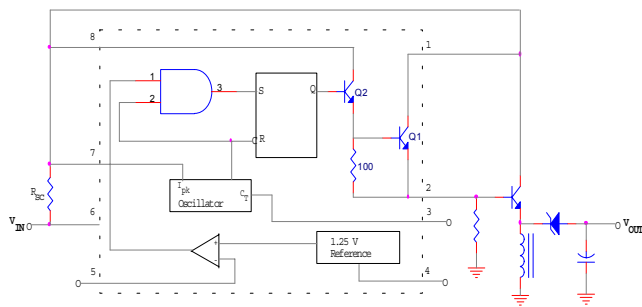 8
1
1
2
3
S
Q
Q2
R
Q1
7
100
I pk
Oscillator
C T
R SC
2
3
V IN
6
1.25 V
Reference
+
-
5
4
V OUT